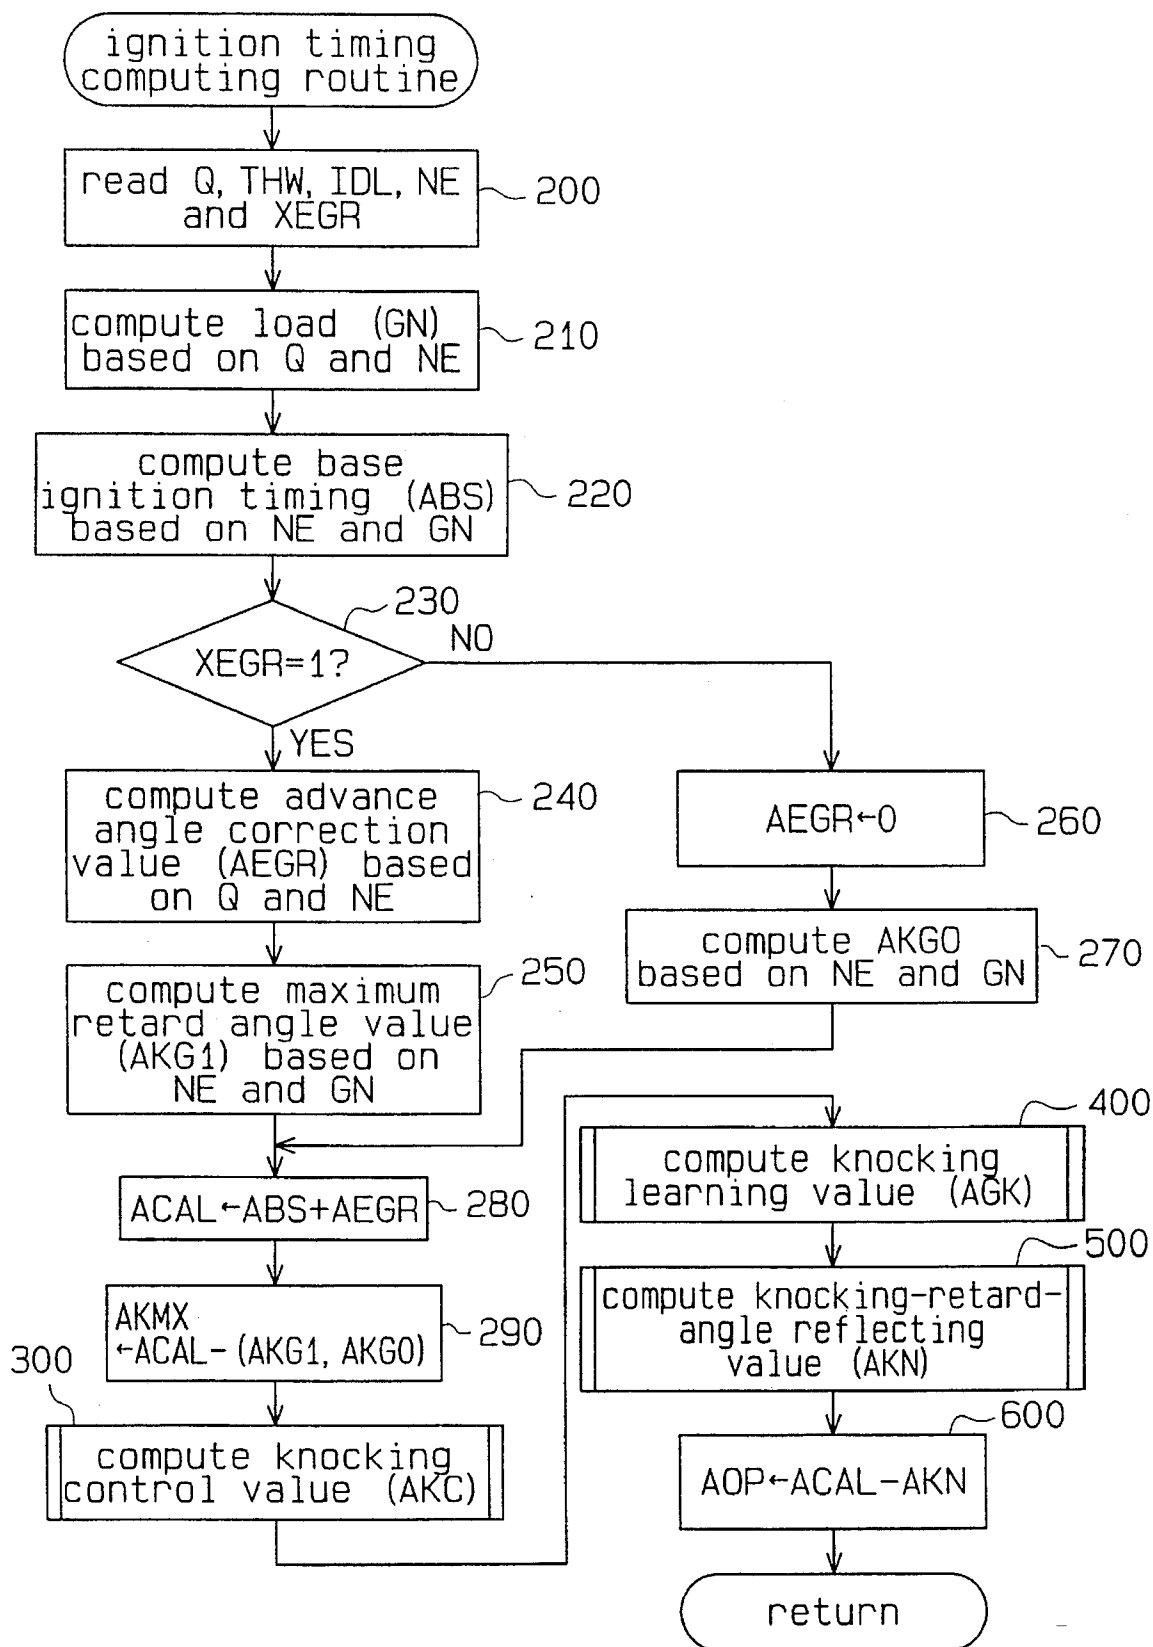 ignition timing
computing routine
read Q, THW, IDL, NE
and XEGR
200
compute load (GN)
based on Q and NE
210
compute base
ignition timing (ABS)
based on NE and GN
220
230
XEGR=1?
NO
YES
compute advance
angle correction
value (AEGR) based
on Q and NE
240
compute maximum
retard angle value
(AKG1) based on
NE and GN
250
AEGR←0
260
compute AKG0
based on NE and GN
270
ACAL←ABS+AEGR
280
AKMX
←ACAL-(AKG1, AKG0)
290
300
compute knocking
control value (AKC)
400
compute knocking
learning value (AGK)
500
compute knocking-retard-
angle reflecting
value (AKN)
600
AOP←ACAL-AKN
return